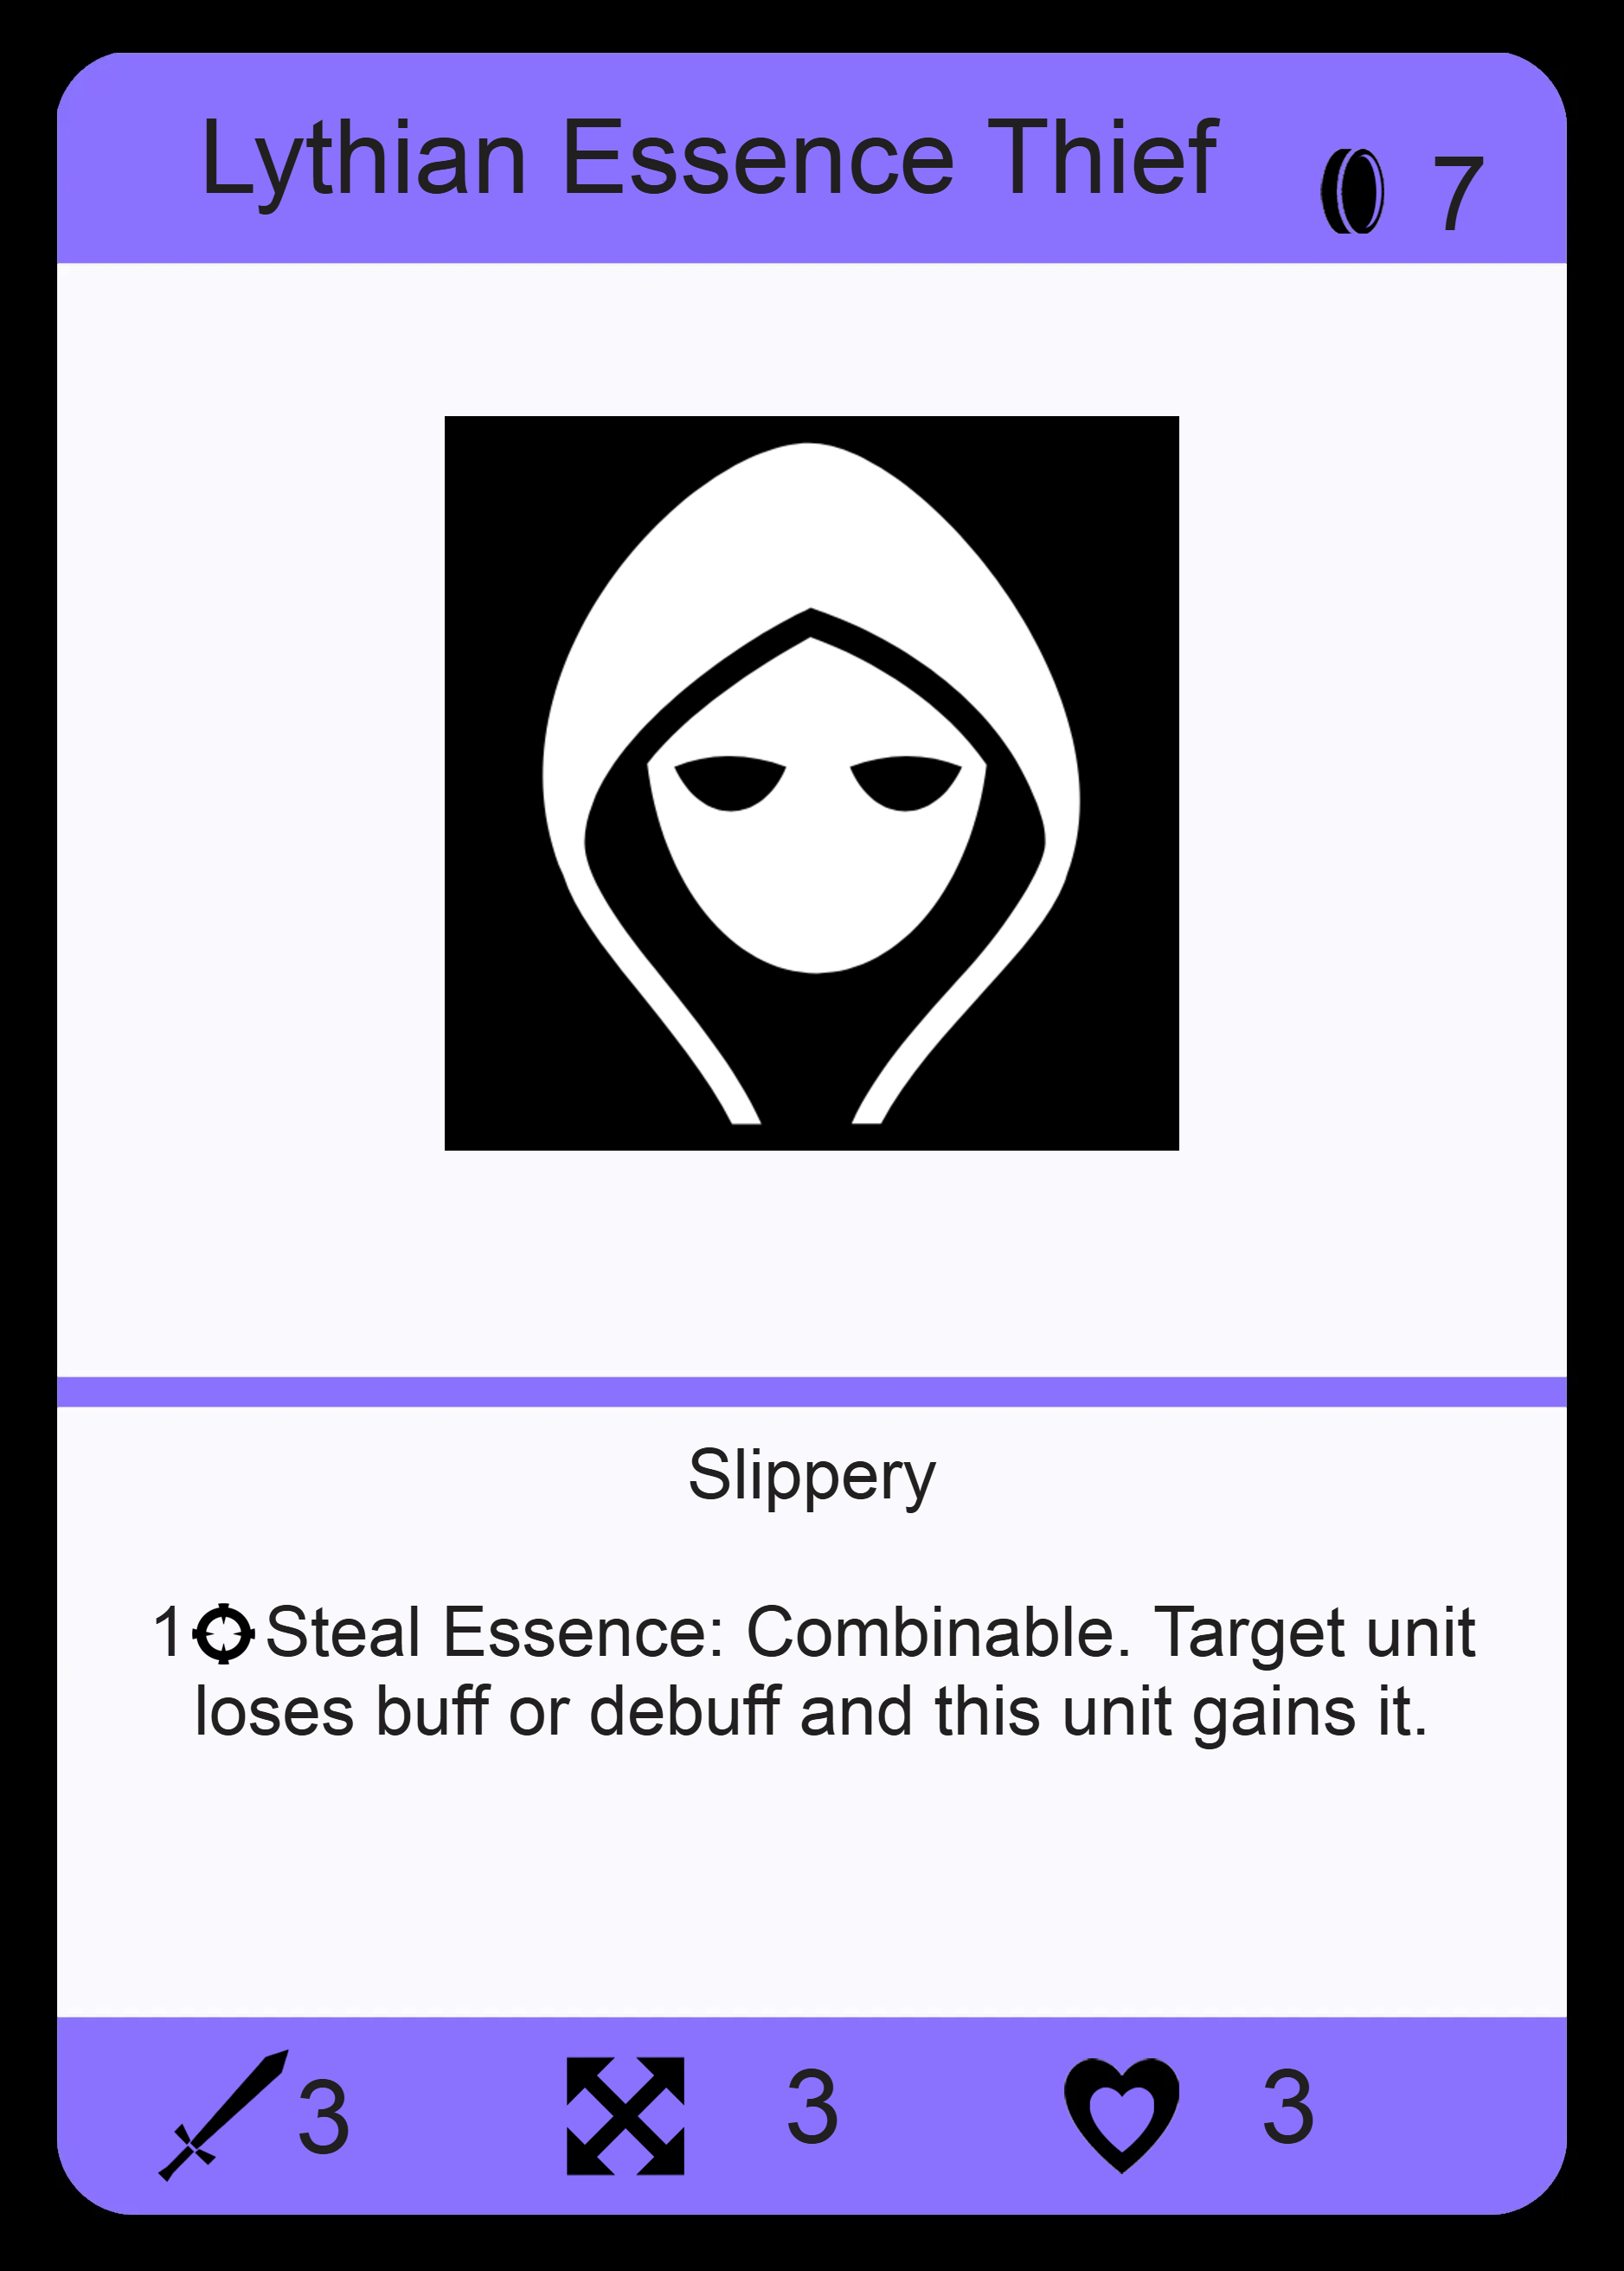 Lythian Essence Thief
7
Slippery
1 Steal Essence: Combinable. Target unit
loses buff or debuff and this unit gains it.
3 3 3